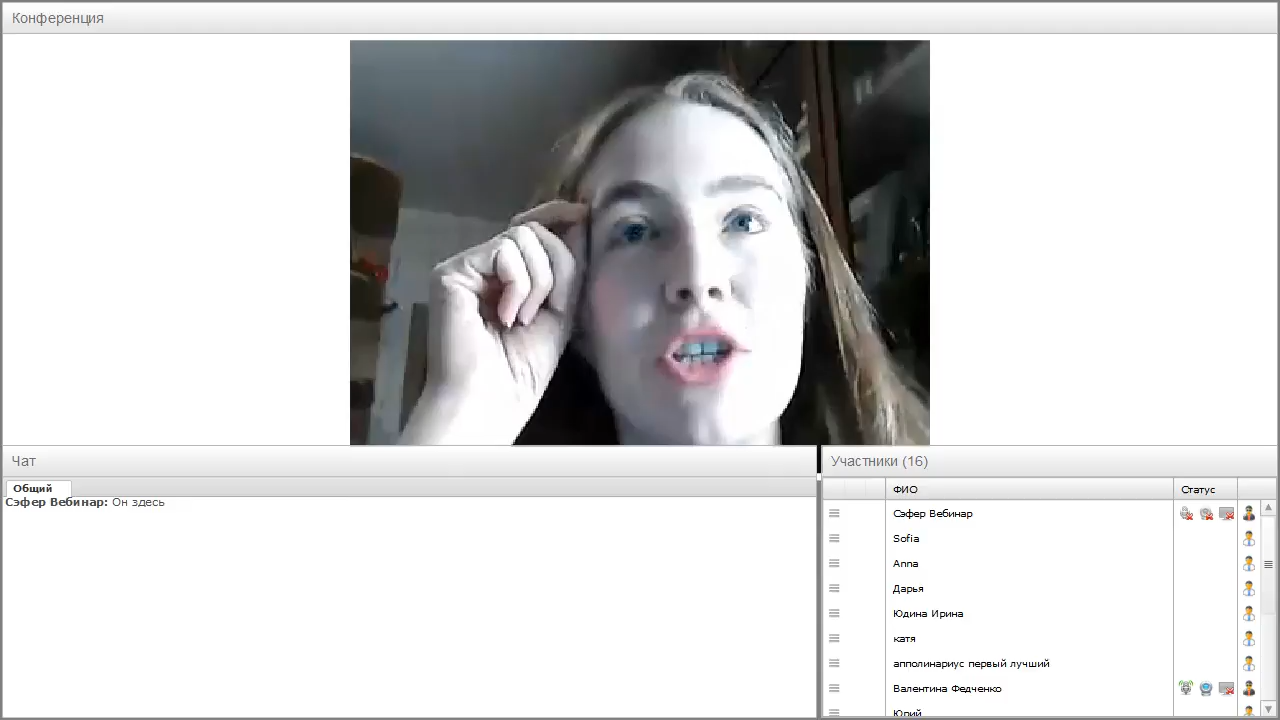 Конференция
Чат
Участники (16)
Общий
ФИО
Статус
Сэфер Вебинар: Он здесь
Сэфер Вебинар
Sofia
Anna
Дарья
Юдина Ирина
катя
апполинариус первый лучший
Валентина Федченко
Юрий